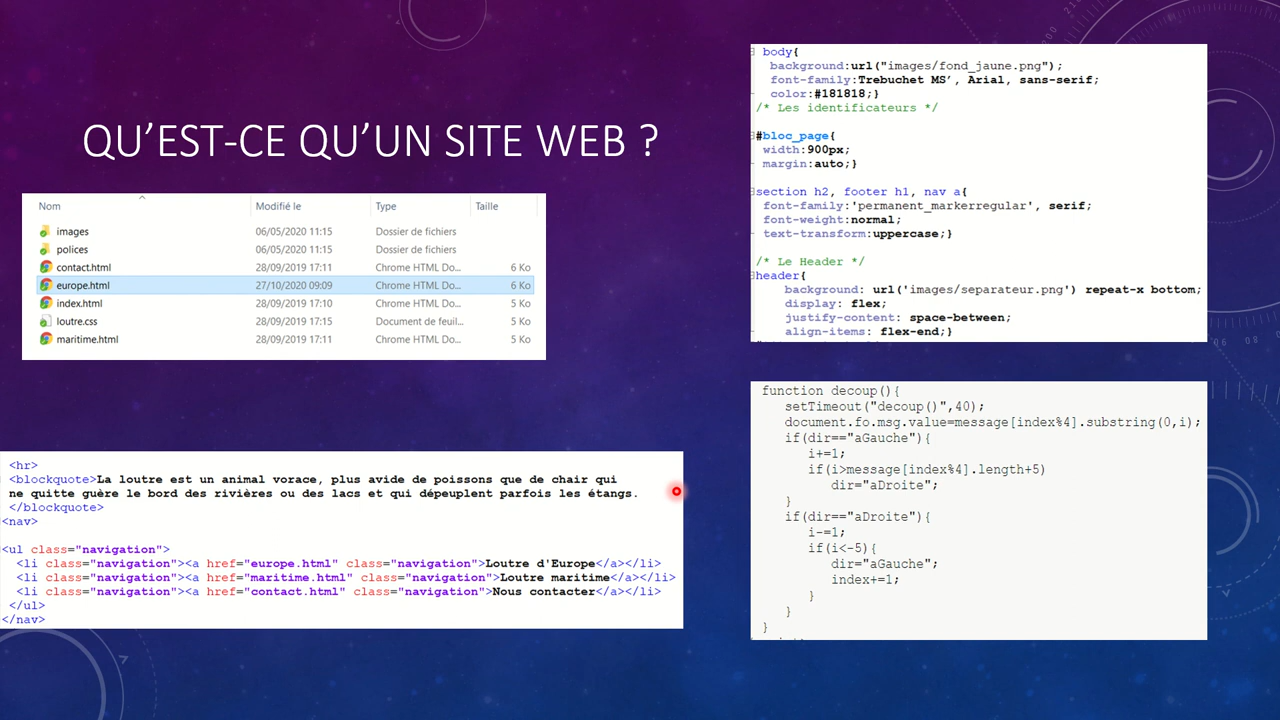 QU’EST-CE QU’UN SITE WEB ?
Nom Modifié le Type Taille
images 06/05/2020 11:15 Dossier de fichiers
polices 06/05/2020 11:15 Dossier de fichiers
contact.html 28/09/2019 17:11 Chrome HTML Do... 6 Ko
europe.html 27/10/2020 09:09 Chrome HTML Do... 6 Ko
index.html 28/09/2019 17:10 Chrome HTML Do... 5 Ko
loutre.css 28/09/2019 17:15 Document de feuil... 5 Ko
maritime.html 28/09/2019 17:11 Chrome HTML Do... 5 Ko
<hr>
<blockquote>La loutre est un animal vorace, plus avide de poissons que de chair qui
ne quitte guère le bord des rivières ou des lacs et qui dépeuplent parfois les étangs.
</blockquote>
<nav>
<ul class="navigation">
<li class="navigation"><a href="europe.html" class="navigation">Loutre d'Europe</a></li>
<li class="navigation"><a href="maritime.html" class="navigation">Loutre maritime</a></li>
<li class="navigation"><a href="contact.html" class="navigation">Nous contacter</a></li>
</ul>
</nav>
body{
background:url("images/fond_jaune.png");
font-family:Trebuchet MS’, Arial, sans-serif;
color:#181818;}
/* Les identificateurs */
#bloc_page{
width:900px;
margin:auto;}
section h2, footer h1, nav a{
font-family:'permanent_markerregular', serif;
font-weight:normal;
text-transform:uppercase;}
/* Le Header */
header{
background: url('images/separateur.png') repeat-x bottom;
display: flex;
justify-content: space-between;
align-items: flex-end;}
function decoup(){
setTimeout("decoup()",40);
document.fo.msg.value=message[index%4].substring(0,i);
if(dir=="aGauche"){
i+=1;
if(i>message[index%4].length+5)
dir="aDroite";
}
if(dir=="aDroite"){
i-=1;
if(i<-5){
dir="aGauche";
index+=1;
}
}
}